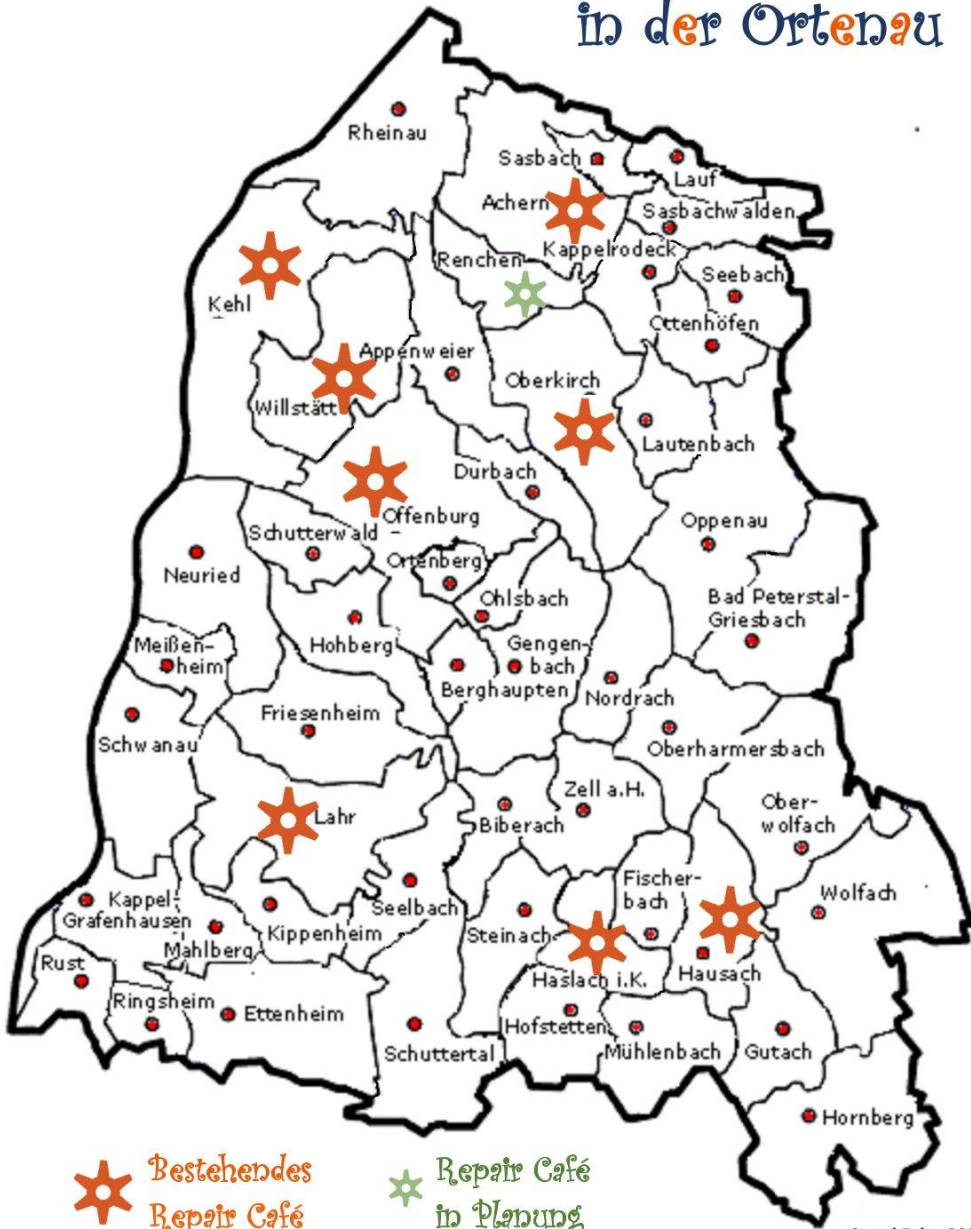 in der Ortenau
Rheinau
Sasbach
Lauf
Achern
Sasbachwalden
Kappelrodeck
Renchen
Seebach
Kehl
Ottenhöfen
Appenweier
Oberkirch
Willstätt
Lautenbach
Durbach
Offenburg
Oppenau
Schutterwald
Ortenberg
Neuried
Ohlsbach
Bad Peterstal-
Griesbach
Meißen-
heim
Hohberg
Gengen-
bach
Berghaupten
Nordrach
Friesenheim
Schwanau
Oberharmersbach
Zell a.H.
Ober-
wolfach
Lahr
Biberach
Fischer-
bach
Wolfach
Kappel-
Grafenhausen
Seelbach
Kippenheim
Steinach
Mahlberg
Rust
Haslach i.K.
Hausach
Ringsheim
Ettenheim
Hofstetten
Schuttertal
Mühlenbach
Gutach
Hornberg
Bestehendes
Repair Café
Repair Café
in Planung